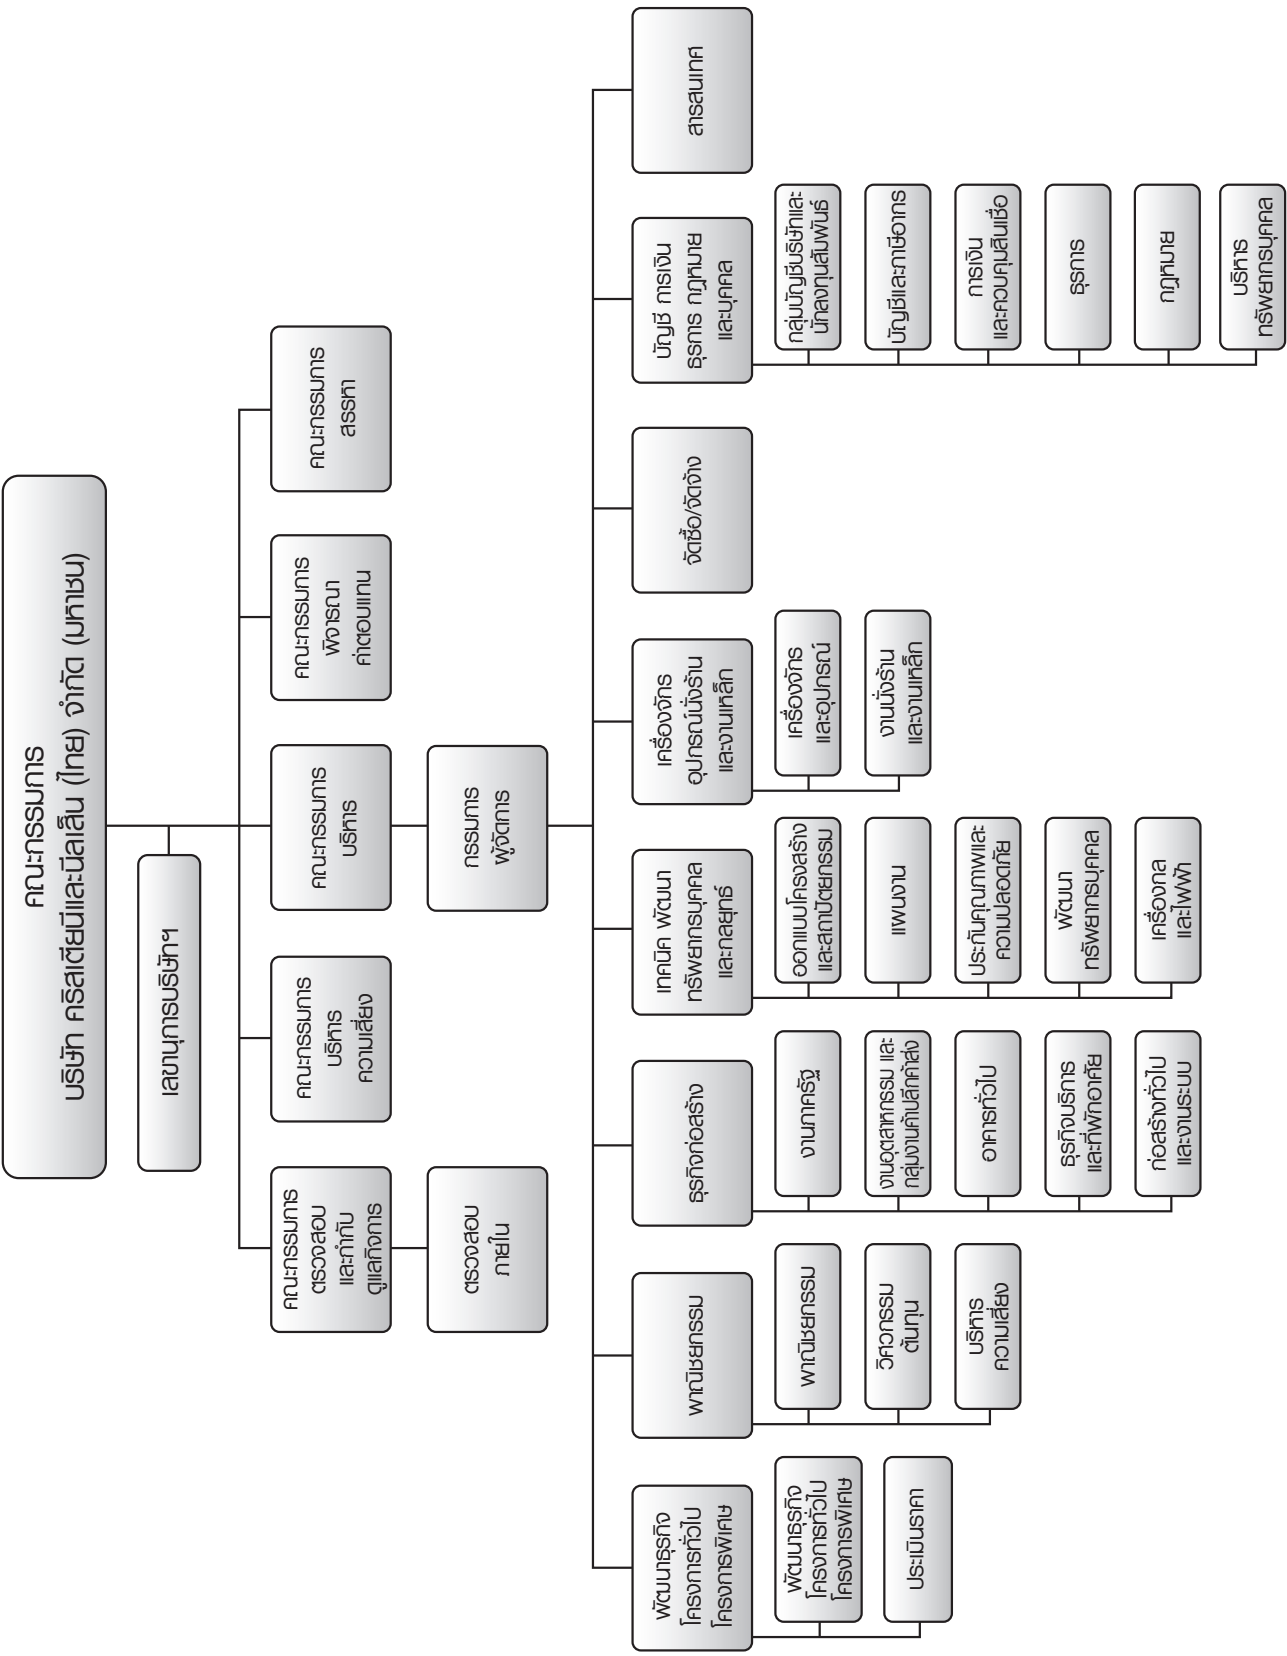 คณะกรรมการ
บริษัท คริสเตียนีและนีลเส็น (ไทย) จำกัด (มหาชน)
เลขานุการบริษัทฯ
คณะกรรมการ
ตรวจสอบ
และกำกับ
ดูแลกิจการ
คณะกรรมการ
บริหาร
ความเสี่ยง
คณะกรรมการ
บริหาร
คณะกรรมการ
พิจารณา
ค่าตอบแทน
คณะกรรมการ
สรรหา
ตรวจสอบ
ภายใน
กรรมการ
ผู้จัดการ
พัฒนาธุรกิจ
โครงการทั่วไป
โครงการพิเศษ
พัฒนาธุรกิจ
โครงการทั่วไป
โครงการพิเศษ
ประเมินราคา
พาณิชยกรรม
พาณิชยกรรม
วิศวกรรม
ต้นทุน
บริหาร
ความเสี่ยง
ธุรกิจก่อสร้าง
งานภาครัฐ
งานอุตสาหกรรม และ
กลุ่มงานค้าปลีกค้าส่ง
อาคารทั่วไป
ธุรกิจบริการ
และที่พักอาศัย
ก่อสร้างทั่วไป
และงานระบบ
เทคนิค พัฒนา
ทรัพยากรบุคคล
และกลยุทธ์
ออกแบบโครงสร้าง
และสถาปัตยกรรม
แผนงาน
ประกันคุณภาพและ
ความปลอดภัย
พัฒนา
ทรัพยากรบุคคล
เครื่องกล
และไฟฟ้า
เครื่องจักร
อุปกรณ์นั่งร้าน
และงานเหล็ก
เครื่องจักร
และอุปกรณ์
งานนั่งร้าน
และงานเหล็ก
จัดซื้อ/จัดจ้าง
บัญชี การเงิน
ธุรการ กฎหมาย
และบุคคล
กลุ่มบัญชีบริษัทและ
นักลงทุนสัมพันธ์
บัญชีและภาษีอากร
การเงิน
และควบคุมสินเชื่อ
ธุรการ
กฎหมาย
บริหาร
ทรัพยากรบุคคล
สารสนเทศ